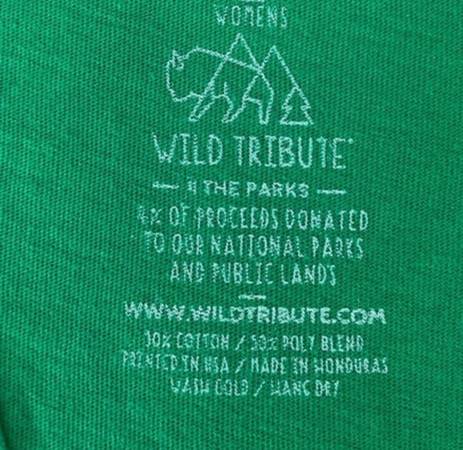 WOMENS
WILD TRIBUTE
— 4 THE PARKS —
4% OF PROCEEDS DONATED
TO OUR NATIONAL PARKS
AND PUBLIC LANDS
WWW.WILDTRIBUTE.COM
50% COTTON / 50% POLY BLEND
PRINTED IN USA / MADE IN HONDURAS
WASH COLD / HANG DRY